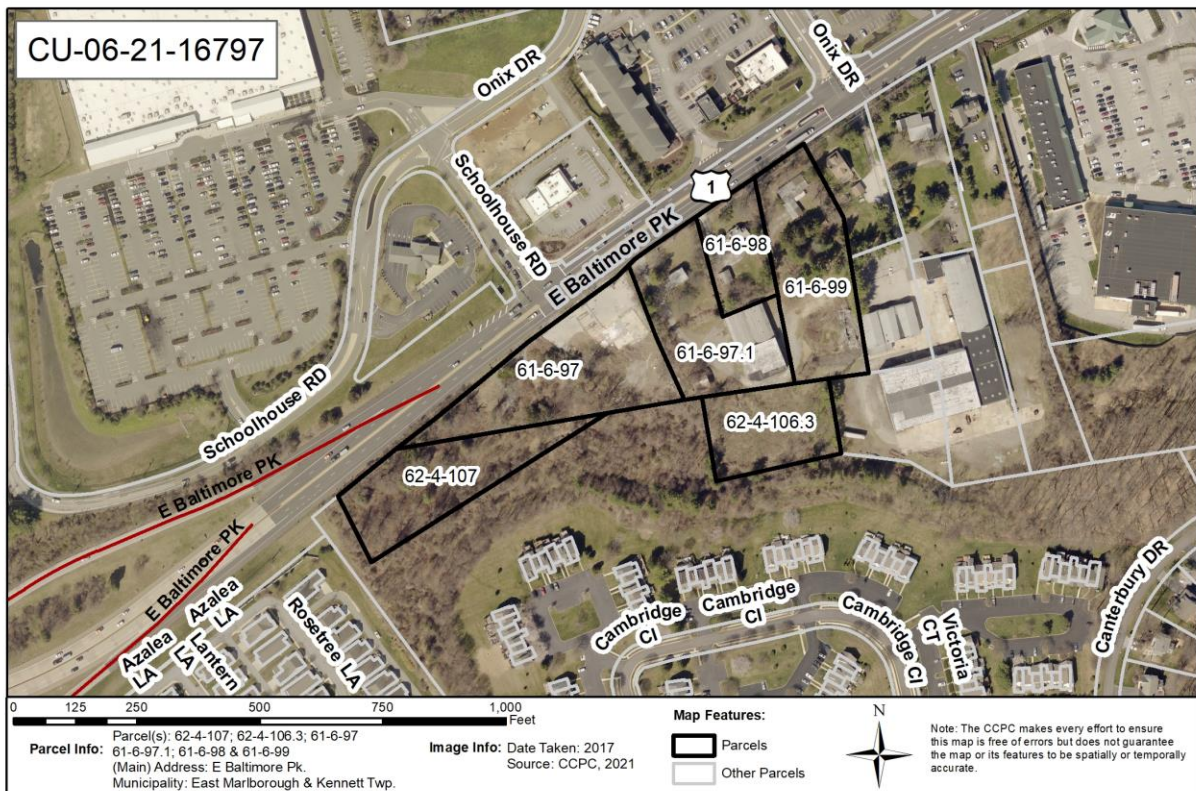 CU-06-21-16797
Onix DR
Onix DR
Schoolhouse RD
1
E Baltimore PK
61-6-98
61-6-99
61-6-97.1
61-6-97
Schoolhouse RD
62-4-106.3
62-4-107
E Baltimore PK
E Baltimore PK
Azalea LA
Azalea LA
Lantern LA
Rosetree LA
Cambridge CI
Cambridge CI
Cambridge CI
Victoria CT
Canterbury DR
0 125 250 500 750 1,000
Feet
Parcel Info: Parcel(s): 62-4-107; 62-4-106.3; 61-6-97
61-6-97.1; 61-6-98 & 61-6-99
(Main) Address: E Baltimore Pk.
Municipality: East Marlborough & Kennett Twp.
Image Info: Date Taken: 2017
Source: CCPC, 2021
Map Features:
Parcels
Other Parcels
N
Note: The CCPC makes every effort to ensure
this map is free of errors but does not guarantee
the map or its features to be spatially or temporally
accurate.